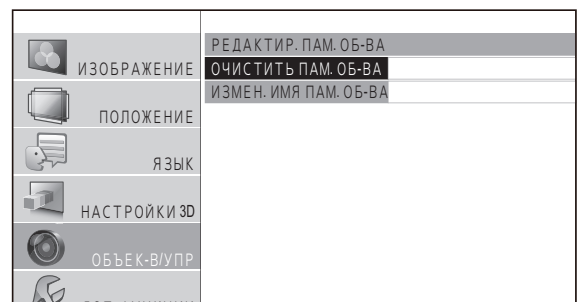 РЕДАКТИР. ПАМ. ОБ-ВА
ИЗОБРАЖЕНИЕ
ОЧИСТИТЬ ПАМ. ОБ-ВА
ИЗМЕН. ИМЯ ПАМ. ОБ-ВА
ПОЛОЖЕНИЕ
ЯЗЫК
НАСТРОЙКИ 3D
ОБЪЕК-В/УПР